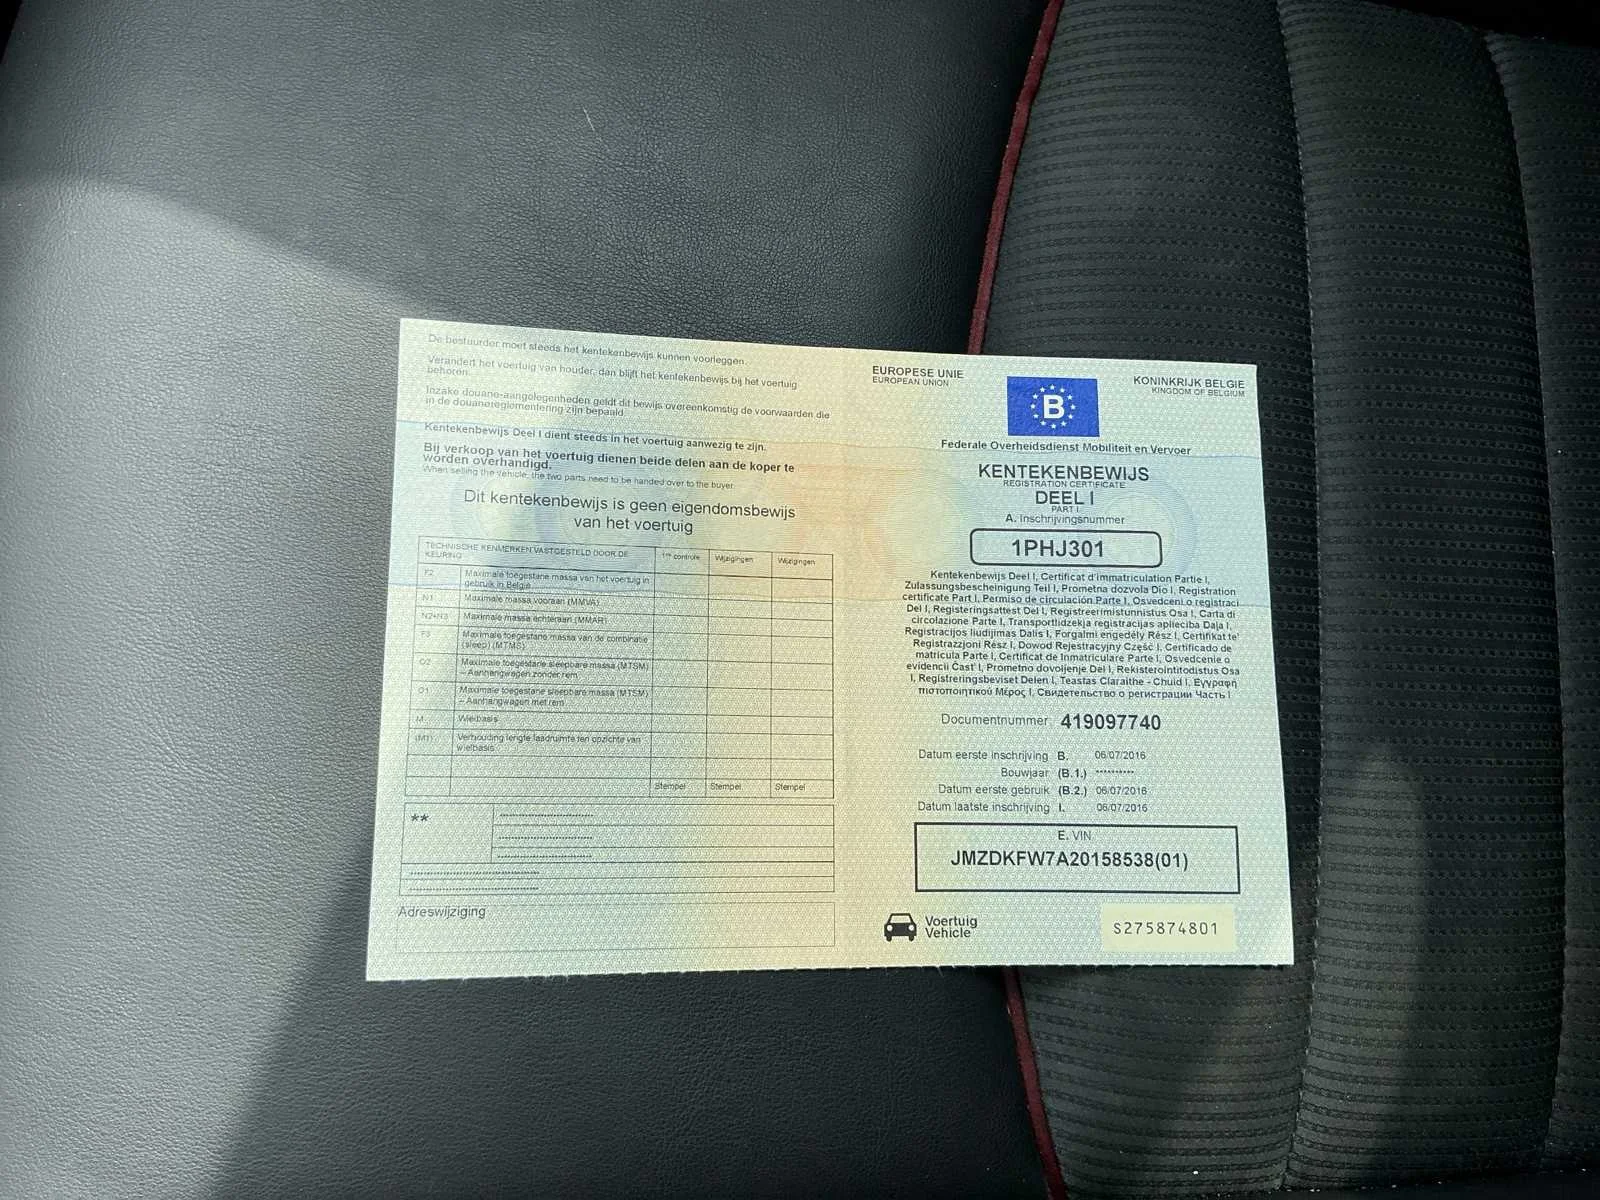 De bestuurder moet steeds het kentekenbewijs kunnen voorleggen.
Verandert het voertuig van houder, dan blijft het kentekenbewijs bij het voertuig
behoren.
Inzake douane-aangelegenheden geldt dit bewijs overeenkomstig de voorwaarden die
in de douanereglementering zijn bepaald.
Kentekenbewijs Deel I dient steeds in het voertuig aanwezig te zijn.
Bij verkoop van het voertuig dienen beide delen aan de koper te
worden overhandigd.
When selling the vehicle, the two parts need to be handed over to the buyer
Dit kentekenbewijs is geen eigendomsbewijs
van het voertuig
TECHNISCHE KENMERKEN VASTGESTELD DOOR DE
KEURING
1ste controle Wijzigingen Wijzigingen
F2 Maximale toegestane massa van het voertuig in
gebruik in België
N1 Maximale massa vooraan (MMVA)
N2+N3 Maximale massa achteraan (MMAR)
F3 Maximale toegestane massa van de combinatie
(sleep) (MTMS)
O2 Maximale toegestane sleepbare massa (MTSM)
– Aanhangwagen zonder rem
O1 Maximale toegestane sleepbare massa (MTSM)
– Aanhangwagen met rem
M Wielbasis
(M1) Verhouding lengte laadruimte ten opzichte van
wielbasis
Stempel Stempel Stempel
**
Adreswijziging
EUROPESE UNIE
EUROPEAN UNION
B
KONINKRIJK BELGIE
KINGDOM OF BELGIUM
Federale Overheidsdienst Mobiliteit en Vervoer
KENTEKENBEWIJS
REGISTRATION CERTIFICATE
DEEL I
PART I
A. Inschrijvingsnummer
1PHJ301
Kentekenbewijs Deel I, Certificat d'immatriculation Partie I,
Zulassungsbescheinigung Teil I, Prometna dozvola Dio I, Registration
certificate Part I, Permiso de circulación Parte I, Osvedceni o registraci
Del I, Registeringsattest Del I, Registreerimistunnistus Osa I, Carta di
circolazione Parte I, Transportlidzekja registracijas apliecïba Daļa I,
Registracijos liudijimas Dalis I, Forgalmi engedély Rész I, Certifikat te'
Registrazzjoni Résż I, Dowod Rejestracyjny Część I, Certificado de
matricula Parte I, Certificat de Inmatriculare Parte I, Osvedcenie o
evidencii Čast' I, Prometno dovoljenje Del I, Rekisterointitodistus Osa
I, Registreringsbeviset Delen I, Teastas Claraithe - Chuid I, Εγγραφή
πιστοποιητικού Μέρος I, Свидетельство о регистрации Часть I
Documentnummer 419097740
Datum eerste inschrijving B. 06/07/2016
Bouwjaar (B.1.) **********
Datum eerste gebruik (B.2.) 06/07/2016
Datum laatste inschrijving I. 06/07/2016
E. VIN
JMZDKFW7A20158538(01)
Voertuig
Vehicle
S275874801